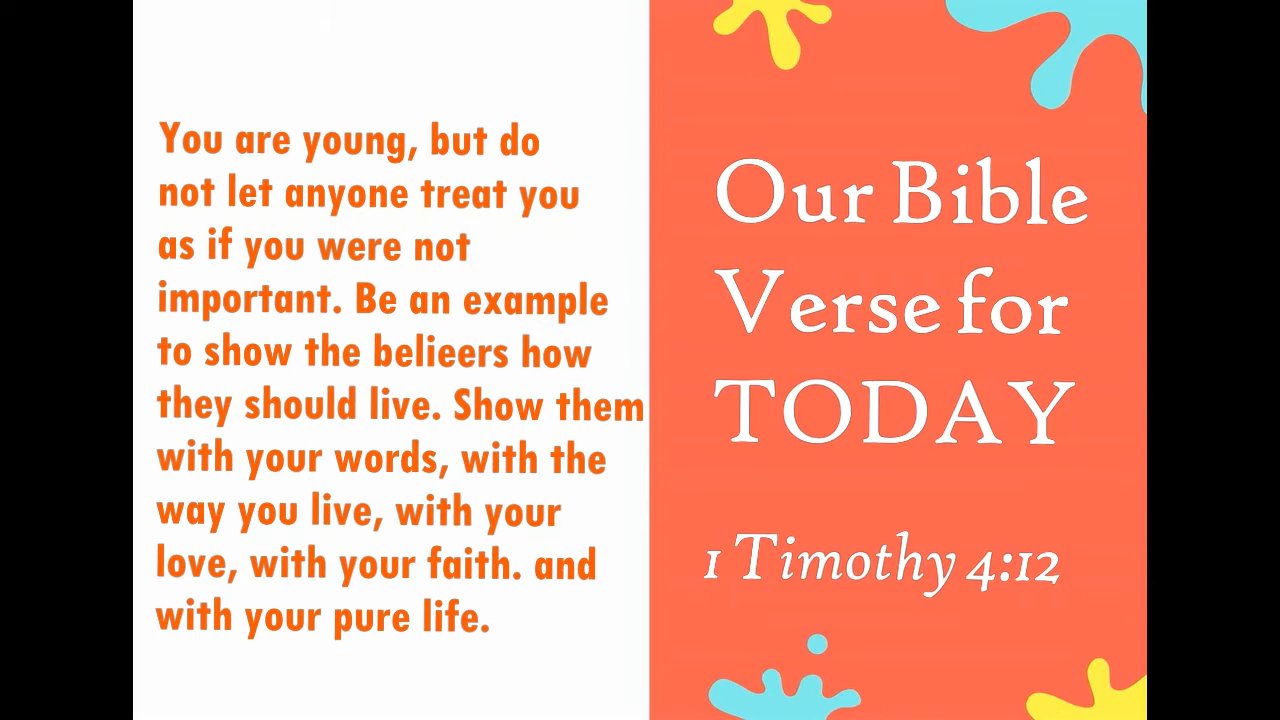 You are young, but do
not let anyone treat you
as if you were not
important. Be an example
to show the belieers how
they should live. Show them
with your words, with the
way you live, with your
love, with your faith. and
with your pure life.
Our Bible
Verse for
TODAY
1 Timothy 4:12